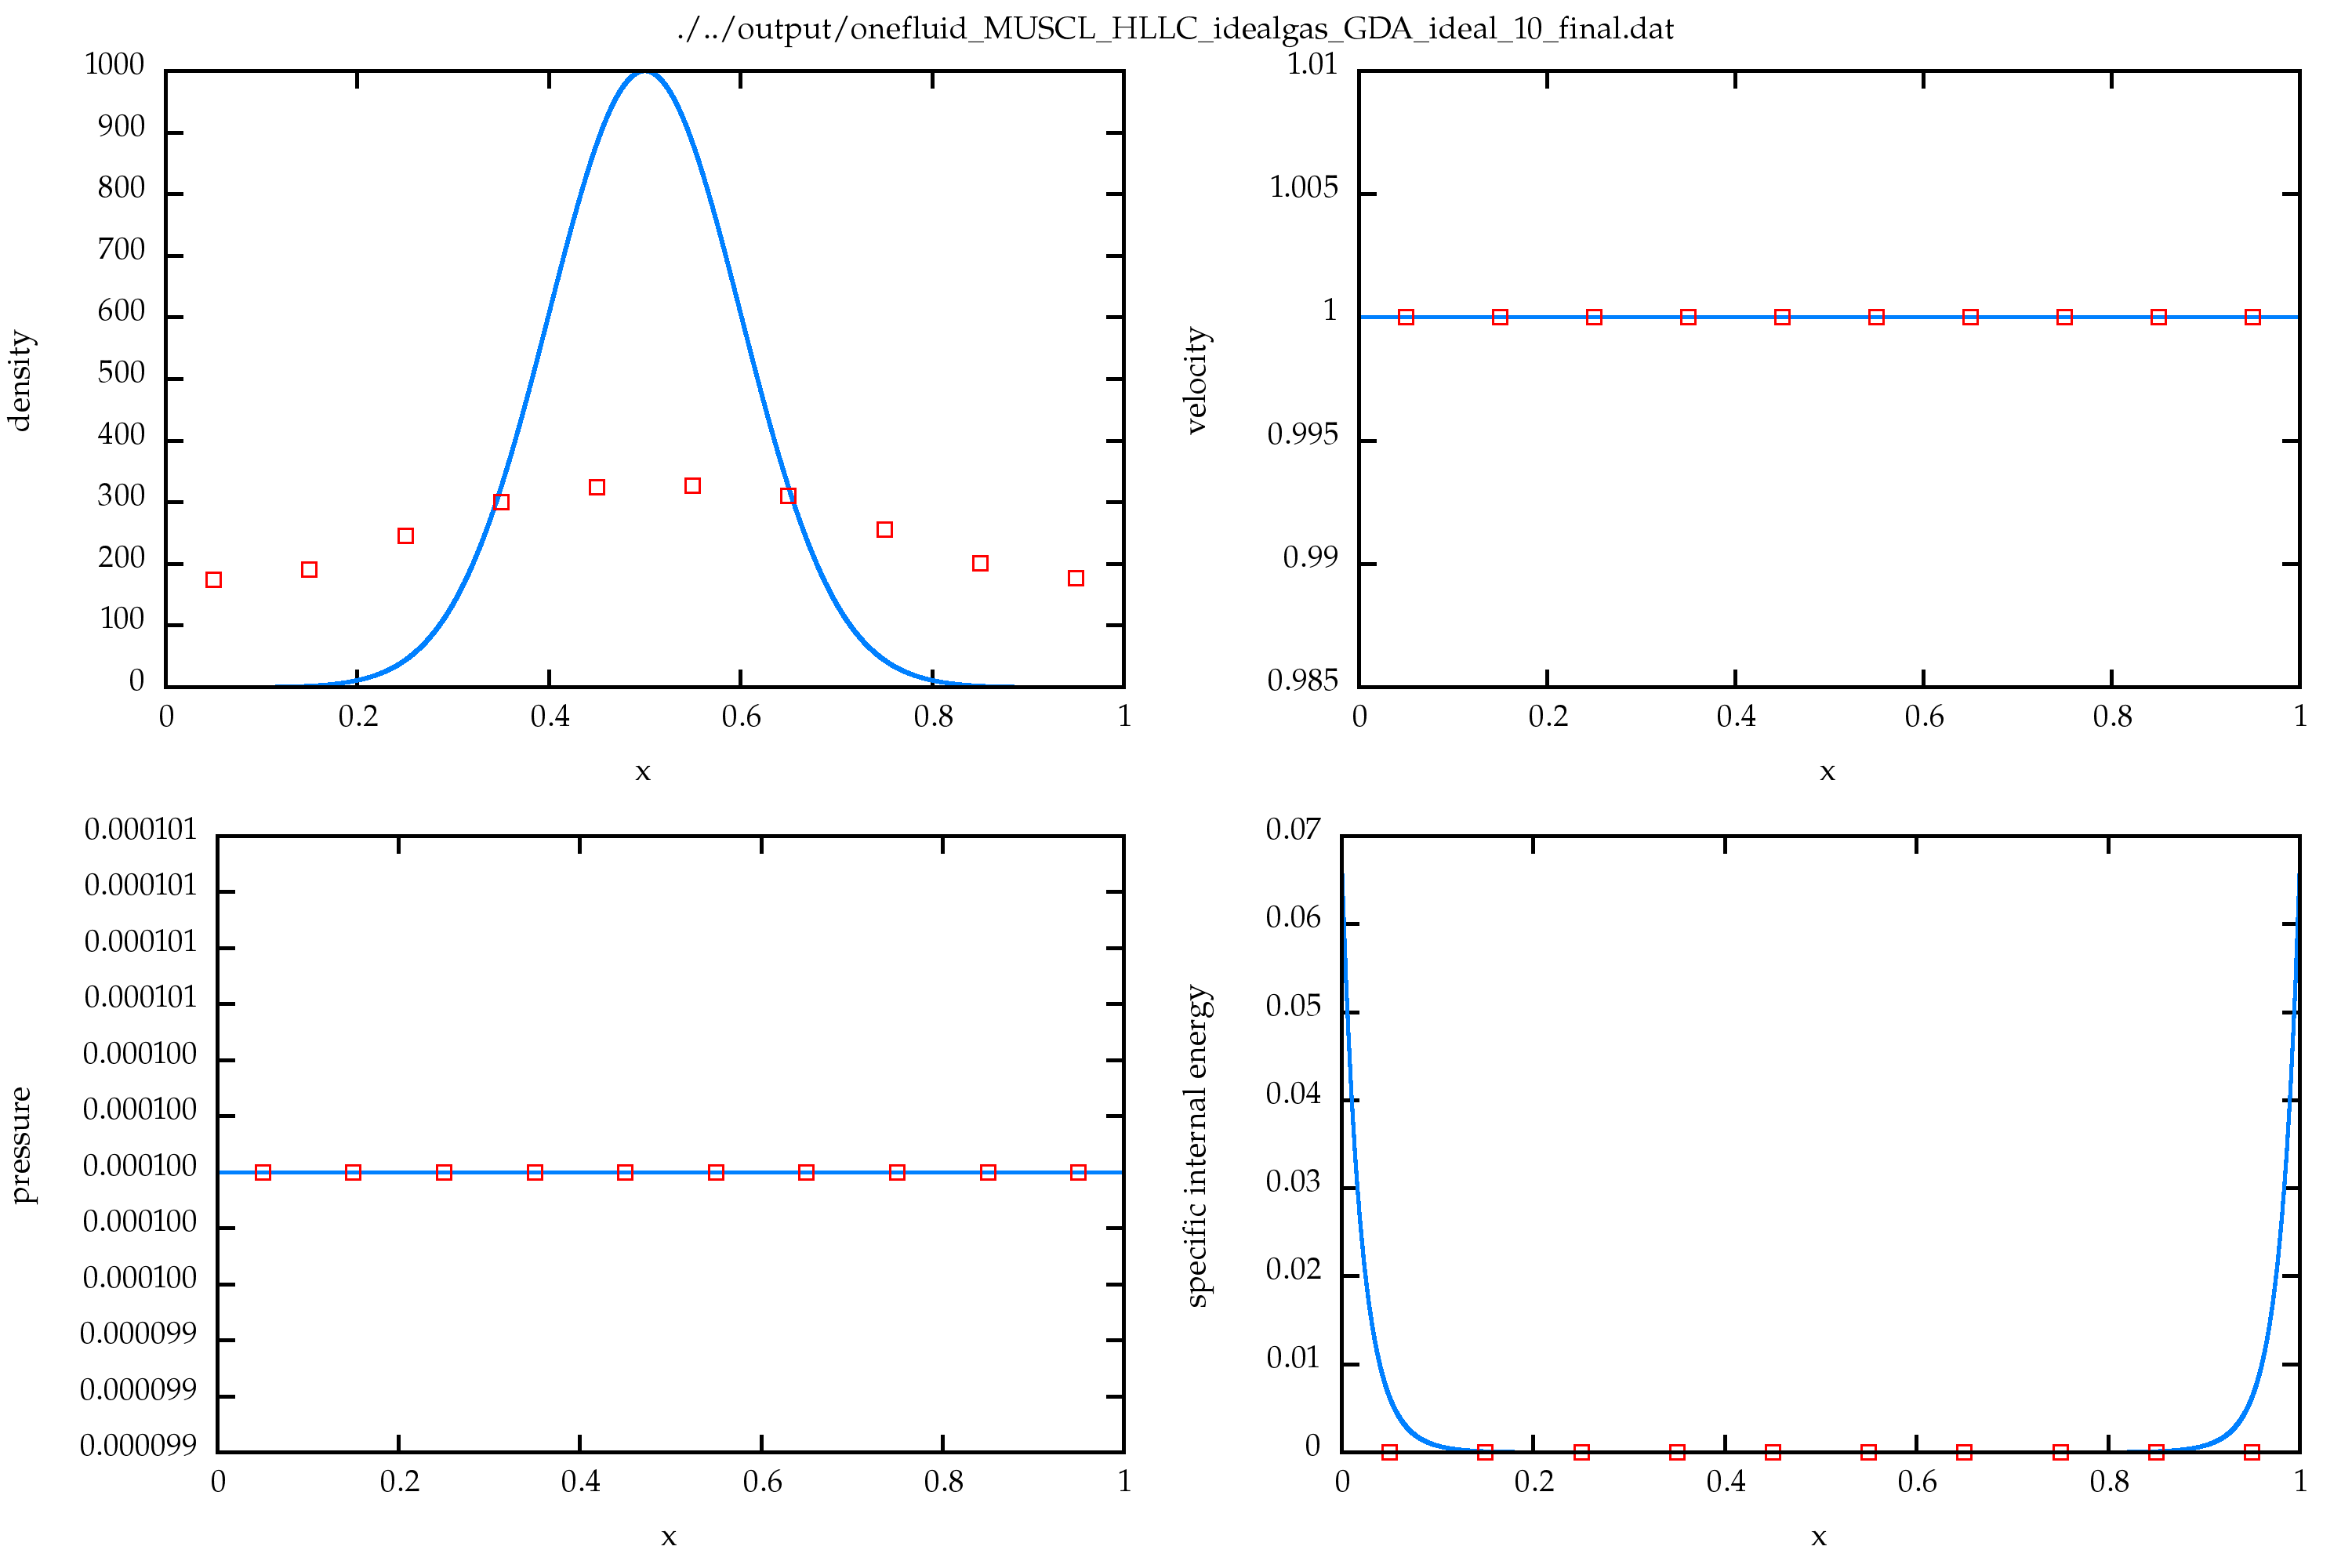 ./../output/onefluid_MUSCL_HLLC_idealgas_GDA_ideal_10_final.dat
1000
900
800
700
600
500
400
300
200
100
0
density
0 0.2 0.4 0.6 0.8 1
x
1.01
1.005
1
0.995
0.99
0.985
velocity
0 0.2 0.4 0.6 0.8 1
x
0.000101
0.000101
0.000101
0.000101
0.000100
0.000100
0.000100
0.000100
0.000100
0.000099
0.000099
0.000099
pressure
0 0.2 0.4 0.6 0.8 1
x
0.07
0.06
0.05
0.04
0.03
0.02
0.01
0
specific internal energy
0 0.2 0.4 0.6 0.8 1
x